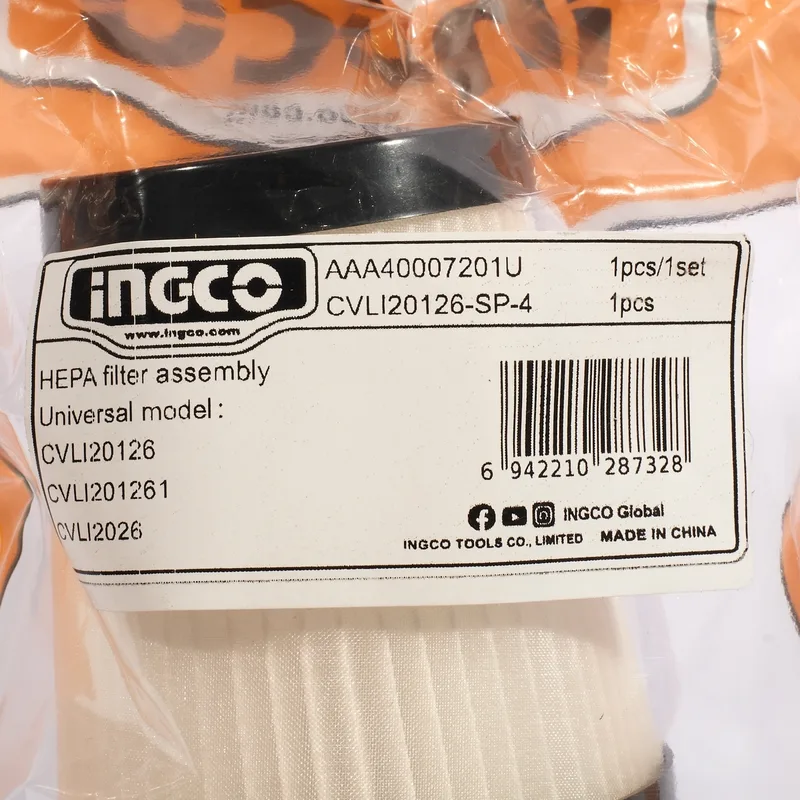 INGCO
www.ingco.com
AAA40007201U 1pcs/1set
CVLI20126-SP-4 1pcs
HEPA filter assembly
Universal model :
CVLI20126
CVLI201261
CVLI2026
6 942210 287328
INGCO Global
INGCO TOOLS CO., LIMITED MADE IN CHINA